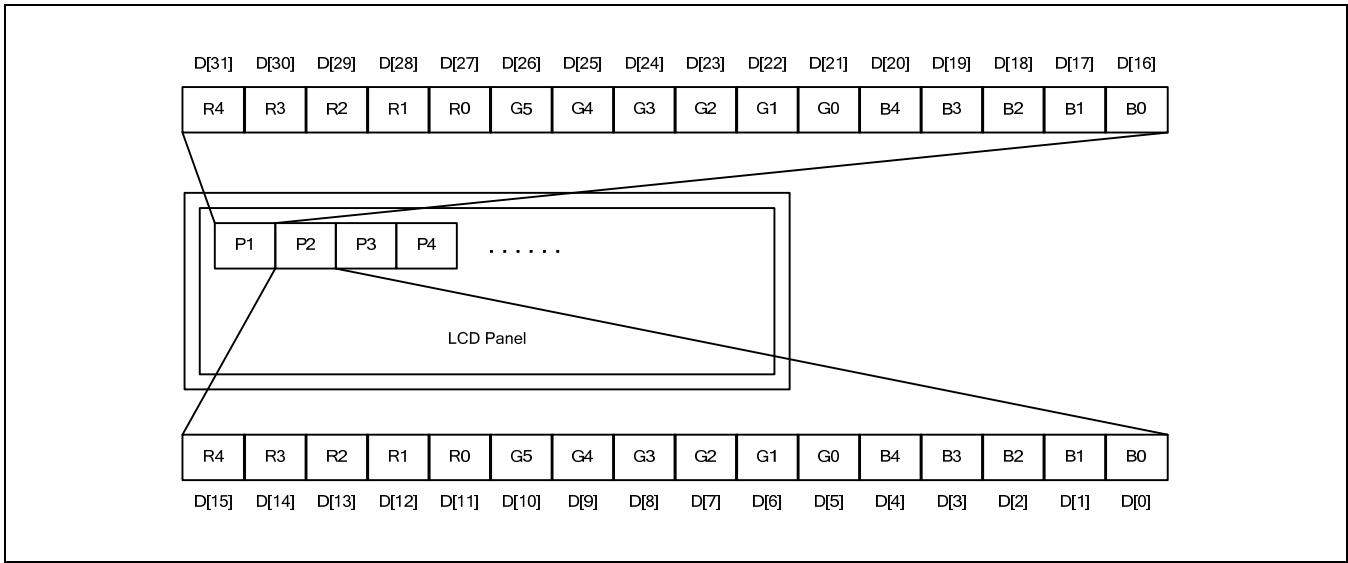 D[31] D[30] D[29] D[28] D[27] D[26] D[25] D[24] D[23] D[22] D[21] D[20] D[19] D[18] D[17] D[16]
R4 R3 R2 R1 R0 G5 G4 G3 G2 G1 G0 B4 B3 B2 B1 B0
P1 P2 P3 P4 . . . . . .
LCD Panel
R4 R3 R2 R1 R0 G5 G4 G3 G2 G1 G0 B4 B3 B2 B1 B0
D[15] D[14] D[13] D[12] D[11] D[10] D[9] D[8] D[7] D[6] D[5] D[4] D[3] D[2] D[1] D[0]